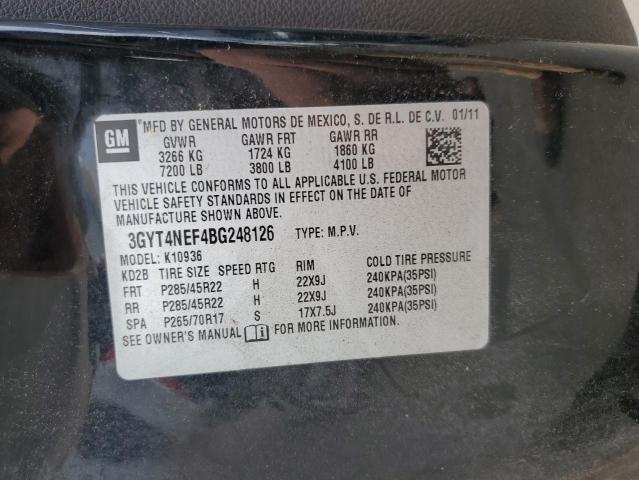 GM MFD BY GENERAL MOTORS DE MEXICO, S. DE R.L. DE C.V. 01/11
GVWR GAWR FRT GAWR RR
3266 KG 1724 KG 1860 KG
7200 LB 3800 LB 4100 LB
THIS VEHICLE CONFORMS TO ALL APPLICABLE U.S. FEDERAL MOTOR
VEHICLE SAFETY STANDARDS IN EFFECT ON THE DATE OF
MANUFACTURE SHOWN ABOVE.
3GYT4NEF4BG248126 TYPE: M.P.V.
MODEL: K10936
KD2B TIRE SIZE SPEED RTG RIM COLD TIRE PRESSURE
FRT P285/45R22 H 22X9J 240KPA(35PSI)
RR P285/45R22 H 22X9J 240KPA(35PSI)
SPA P265/70R17 S 17X7.5J 240KPA(35PSI)
SEE OWNER'S MANUAL FOR MORE INFORMATION.